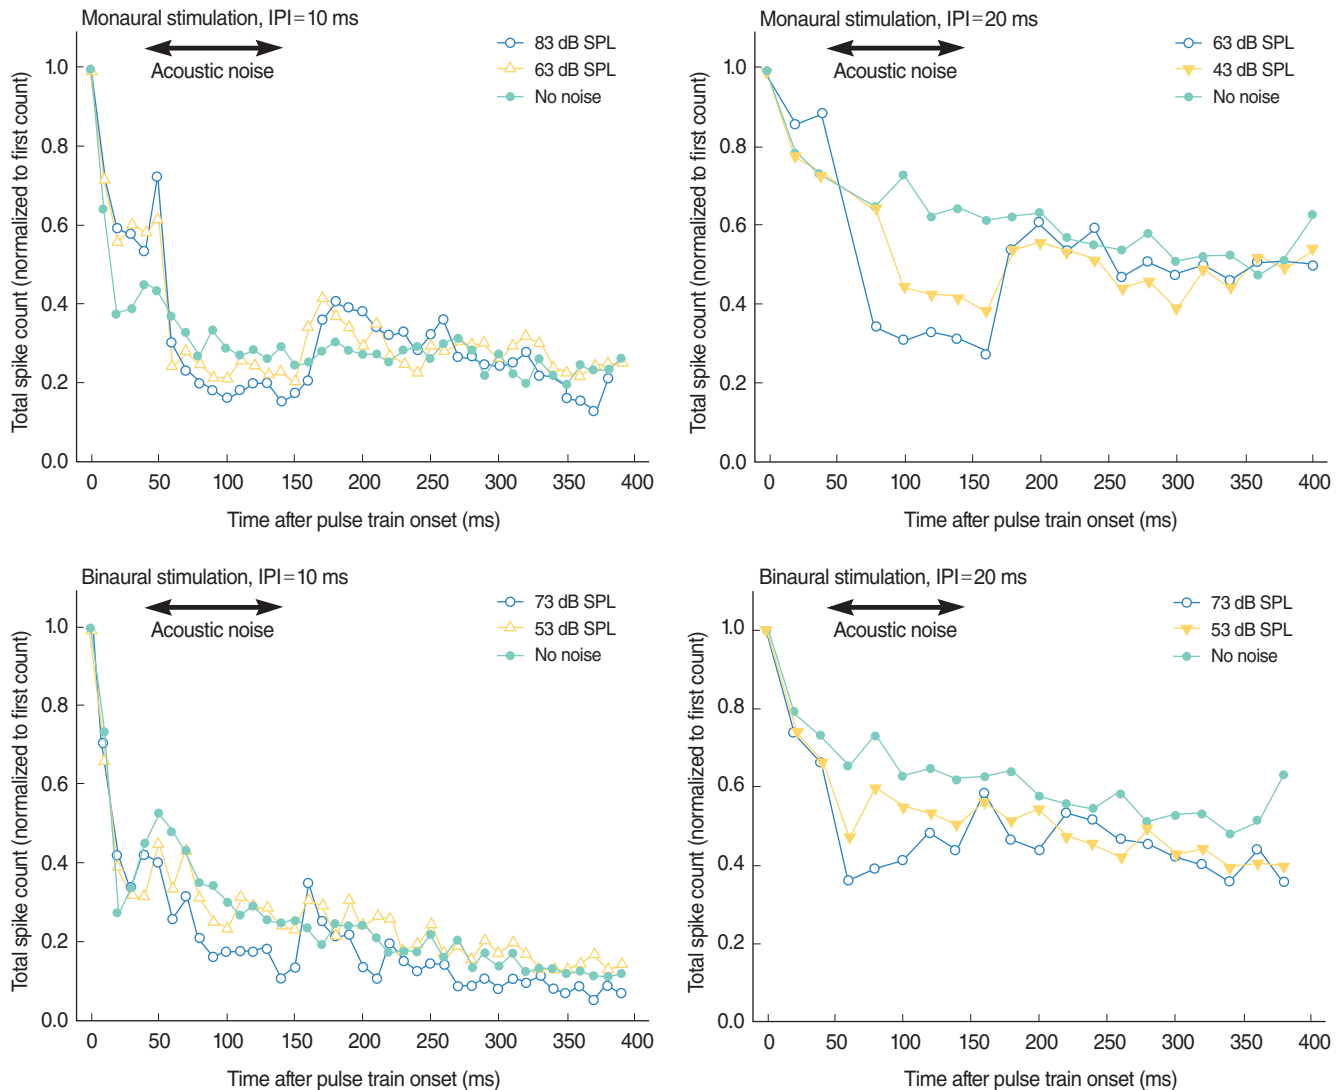 Monaural stimulation, IPI=10 ms
Acoustic noise
83 dB SPL
63 dB SPL
No noise
Total spike count (normalized to first count)
1.0
0.8
0.6
0.4
0.2
0.0
0 50 100 150 200 250 300 350 400
Time after pulse train onset (ms)
Monaural stimulation, IPI=20 ms
Acoustic noise
63 dB SPL
43 dB SPL
No noise
Total spike count (normalized to first count)
1.0
0.8
0.6
0.4
0.2
0.0
0 50 100 150 200 250 300 350 400
Time after pulse train onset (ms)
Binaural stimulation, IPI=10 ms
Acoustic noise
73 dB SPL
53 dB SPL
No noise
Total spike count (normalized to first count)
1.0
0.8
0.6
0.4
0.2
0.0
0 50 100 150 200 250 300 350 400
Time after pulse train onset (ms)
Binaural stimulation, IPI=20 ms
Acoustic noise
73 dB SPL
53 dB SPL
No noise
Total spike count (normalized to first count)
1.0
0.8
0.6
0.4
0.2
0.0
0 50 100 150 200 250 300 350 400
Time after pulse train onset (ms)